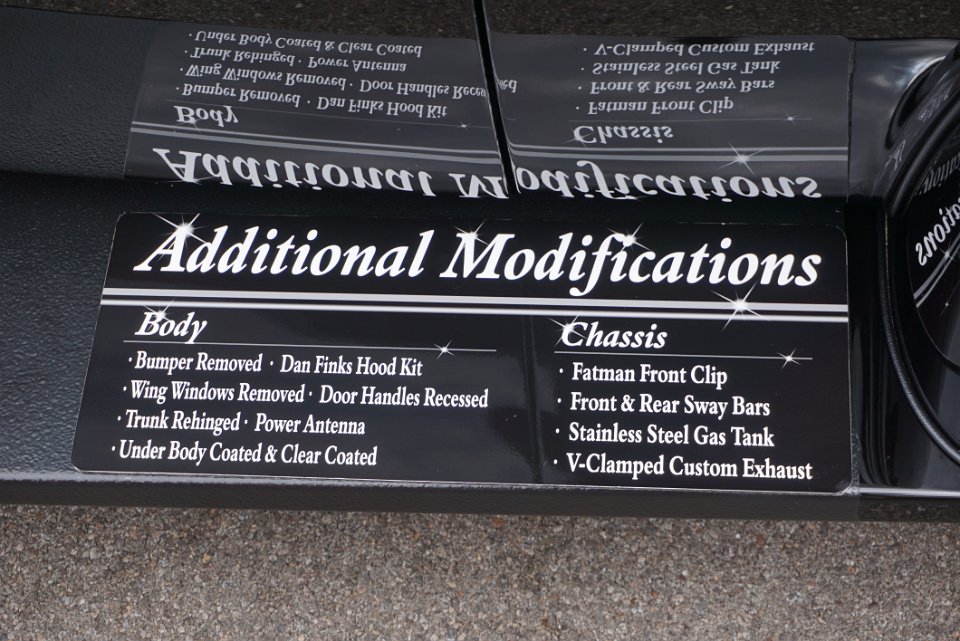 Additional Modifications
Body
· Bumper Removed · Dan Finks Hood Kit
· Wing Windows Removed · Door Handles Recessed
· Trunk Rehinged · Power Antenna
· Under Body Coated & Clear Coated
Chassis
· Fatman Front Clip
· Front & Rear Sway Bars
· Stainless Steel Gas Tank
· V-Clamped Custom Exhaust